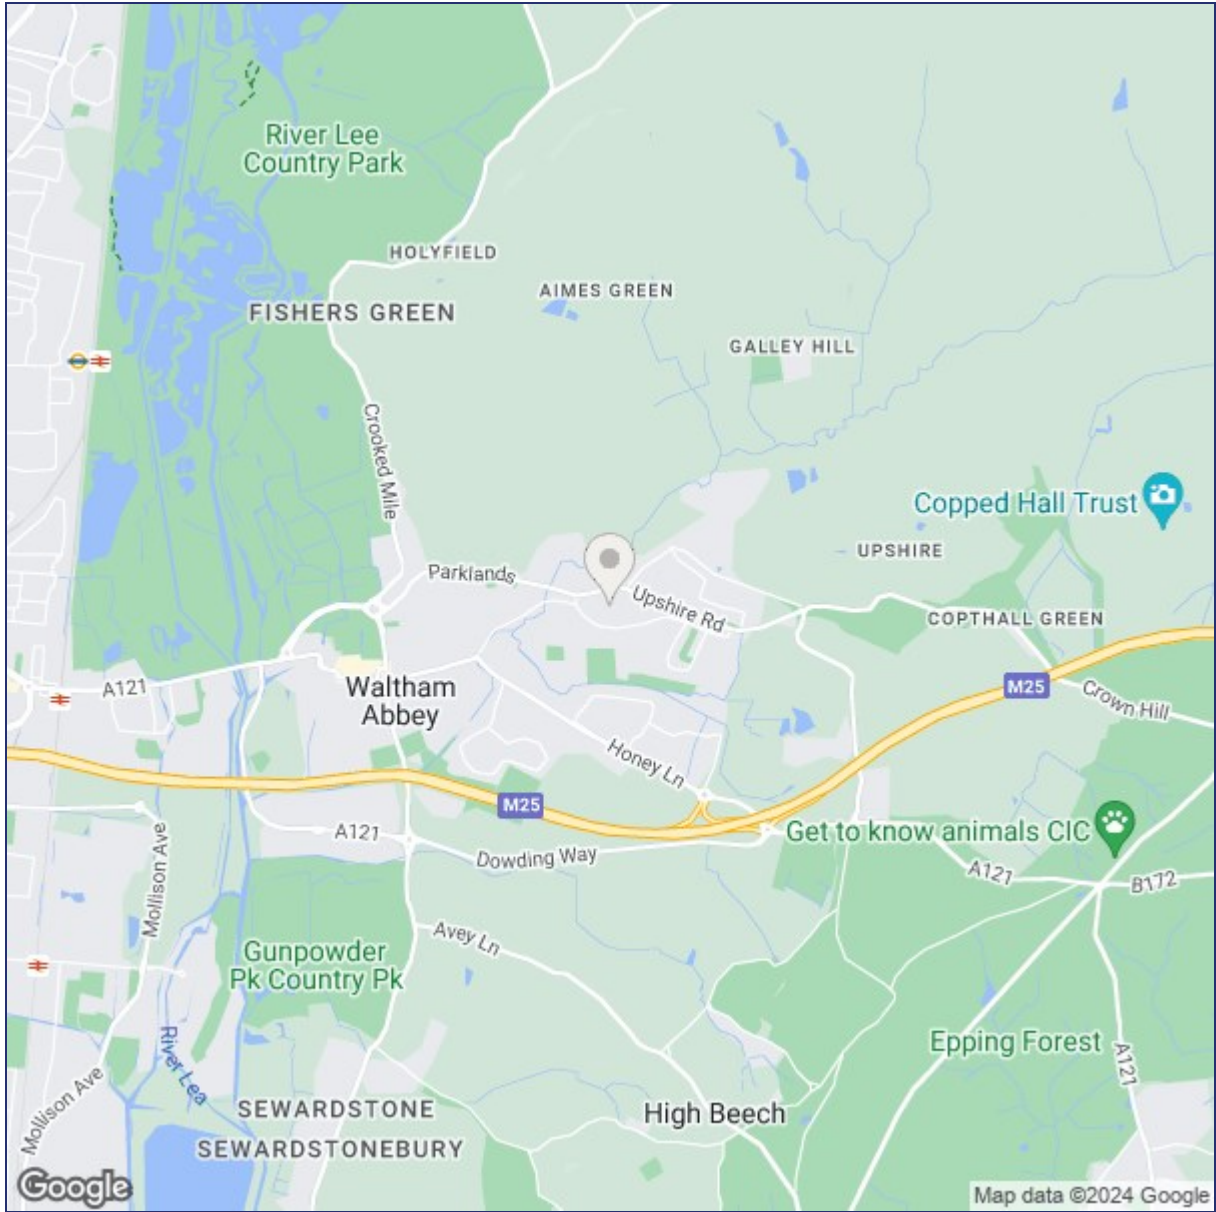 River Lee
Country Park
HOLYFIELD
AIMES GREEN
FISHERS GREEN
GALLEY HILL
Crooked Mile
Copped Hall Trust
UPSHIRE
Parklands
Upshire Rd
COPTHALL GREEN
A121
Waltham
Abbey
M25
Crown Hill
Honey Ln
M25
A121
Get to know animals CIC
Dowding Way
A121
B172
Mollison Ave
Avey Ln
Gunpowder
Pk Country Pk
River Lea
Epping Forest
A121
Mollison Ave
SEWARDSTONE
High Beech
SEWARDSTONEBURY
Google
Map data ©2024 Google